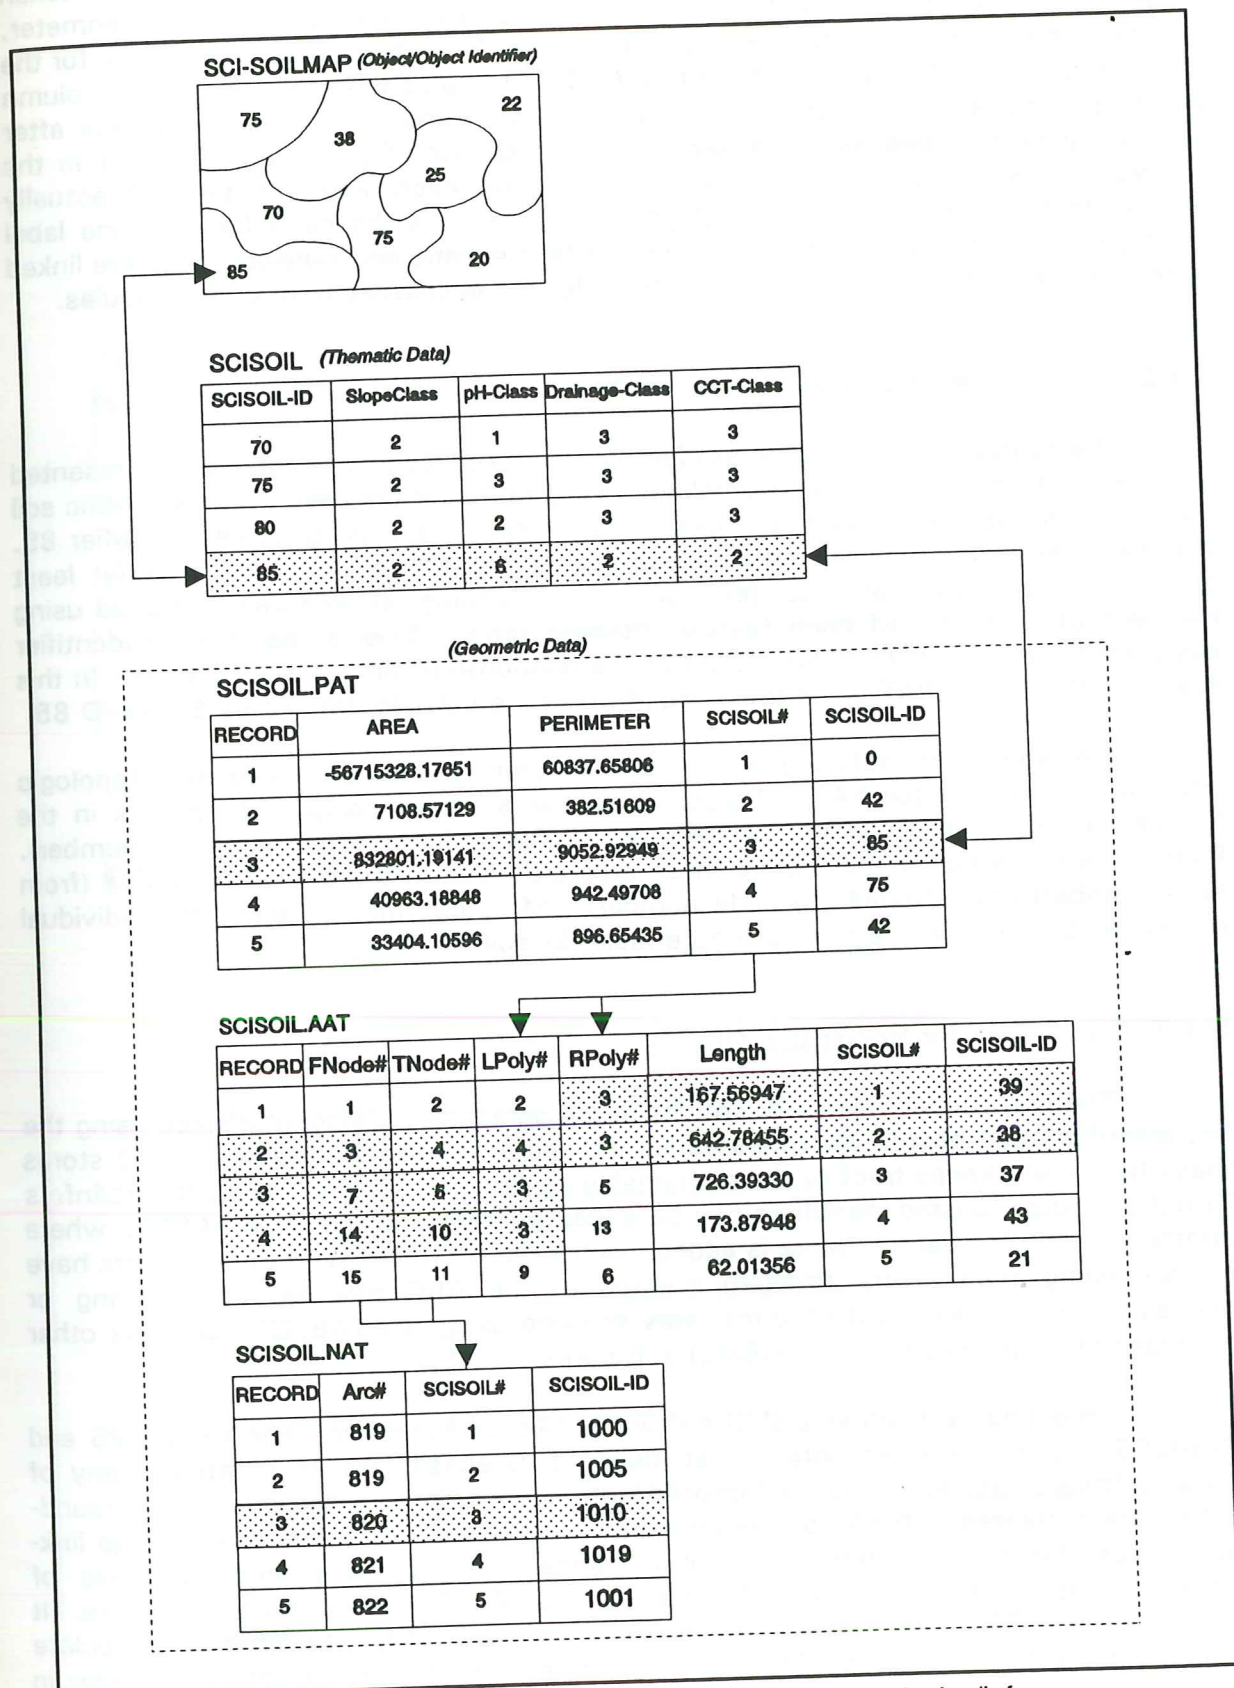 SCI-SOILMAP (Object/Object Identifier)
75
38
22
25
70
75
20
85
SCISOIL (Thematic Data)
SCISOIL-ID SlopeClass pH-Class Drainage-Class CCT-Class
70 2 1 3 3
75 2 3 3 3
80 2 2 3 3
85 2 6 2 2
(Geometric Data)
SCISOIL.PAT
RECORD AREA PERIMETER SCISOIL# SCISOIL-ID
1 -56715328.17651 60837.65806 1 0
2 7108.57129 382.51609 2 42
3 832801.19141 9052.92949 3 85
4 40963.18848 942.49708 4 75
5 33404.10596 896.65435 5 42
SCISOIL.AAT
RECORD FNode# TNode# LPoly# RPoly# Length SCISOIL# SCISOIL-ID
1 1 2 2 3 167.56947 1 39
2 3 4 4 3 642.78455 2 38
3 7 3 5 726.39330 3 37
4 14 10 3 13 173.87948 4 43
5 15 11 9 6 62.01356 5 21
SCISOIL.NAT
RECORD Arc# SCISOIL# SCISOIL-ID
1 819 1 1000
2 819 2 1005
3 820 3 1010
4 821 4 1019
5 822 5 1001